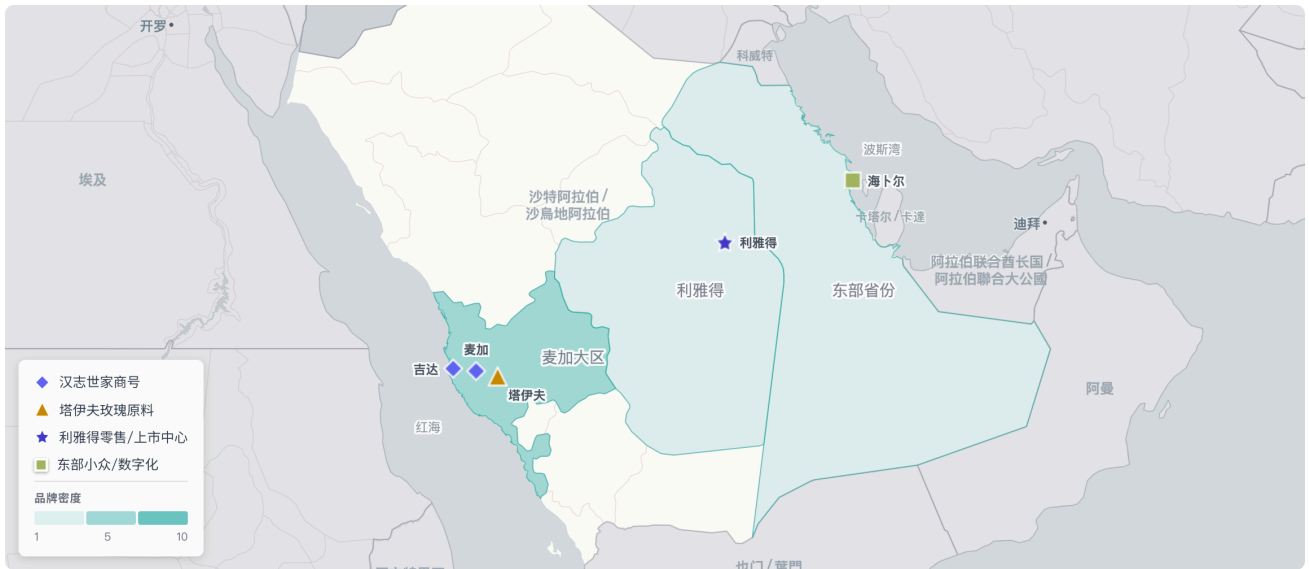 开罗
科威特
波斯湾
埃及
海卜尔
沙特阿拉伯 /
沙烏地阿拉伯
卡塔尔 / 卡達
迪拜
利雅得
阿拉伯联合酋长国 /
阿拉伯聯合大公國
利雅得
东部省份
麦加
麦加大区
吉达
塔伊夫
阿曼
红海
汉志世家商号
塔伊夫玫瑰原料
利雅得零售/上市中心
东部小众/数字化
品牌密度
1 5 10
也门 / 葉門